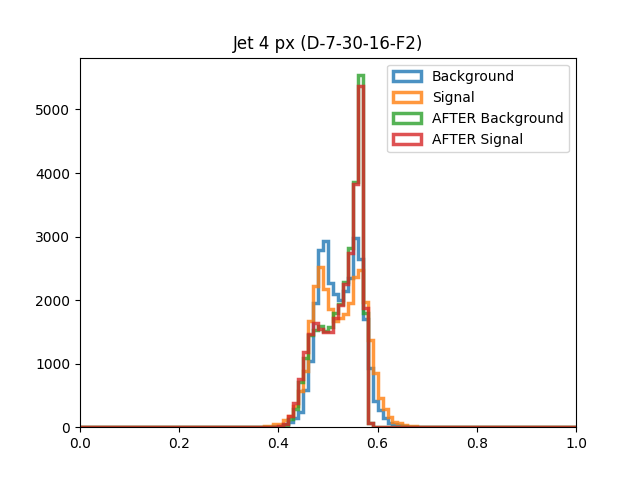 Jet 4 px (D-7-30-16-F2)
Background
Signal
AFTER Background
AFTER Signal
5000
4000
3000
2000
1000
0
0.0 0.2 0.4 0.6 0.8 1.0